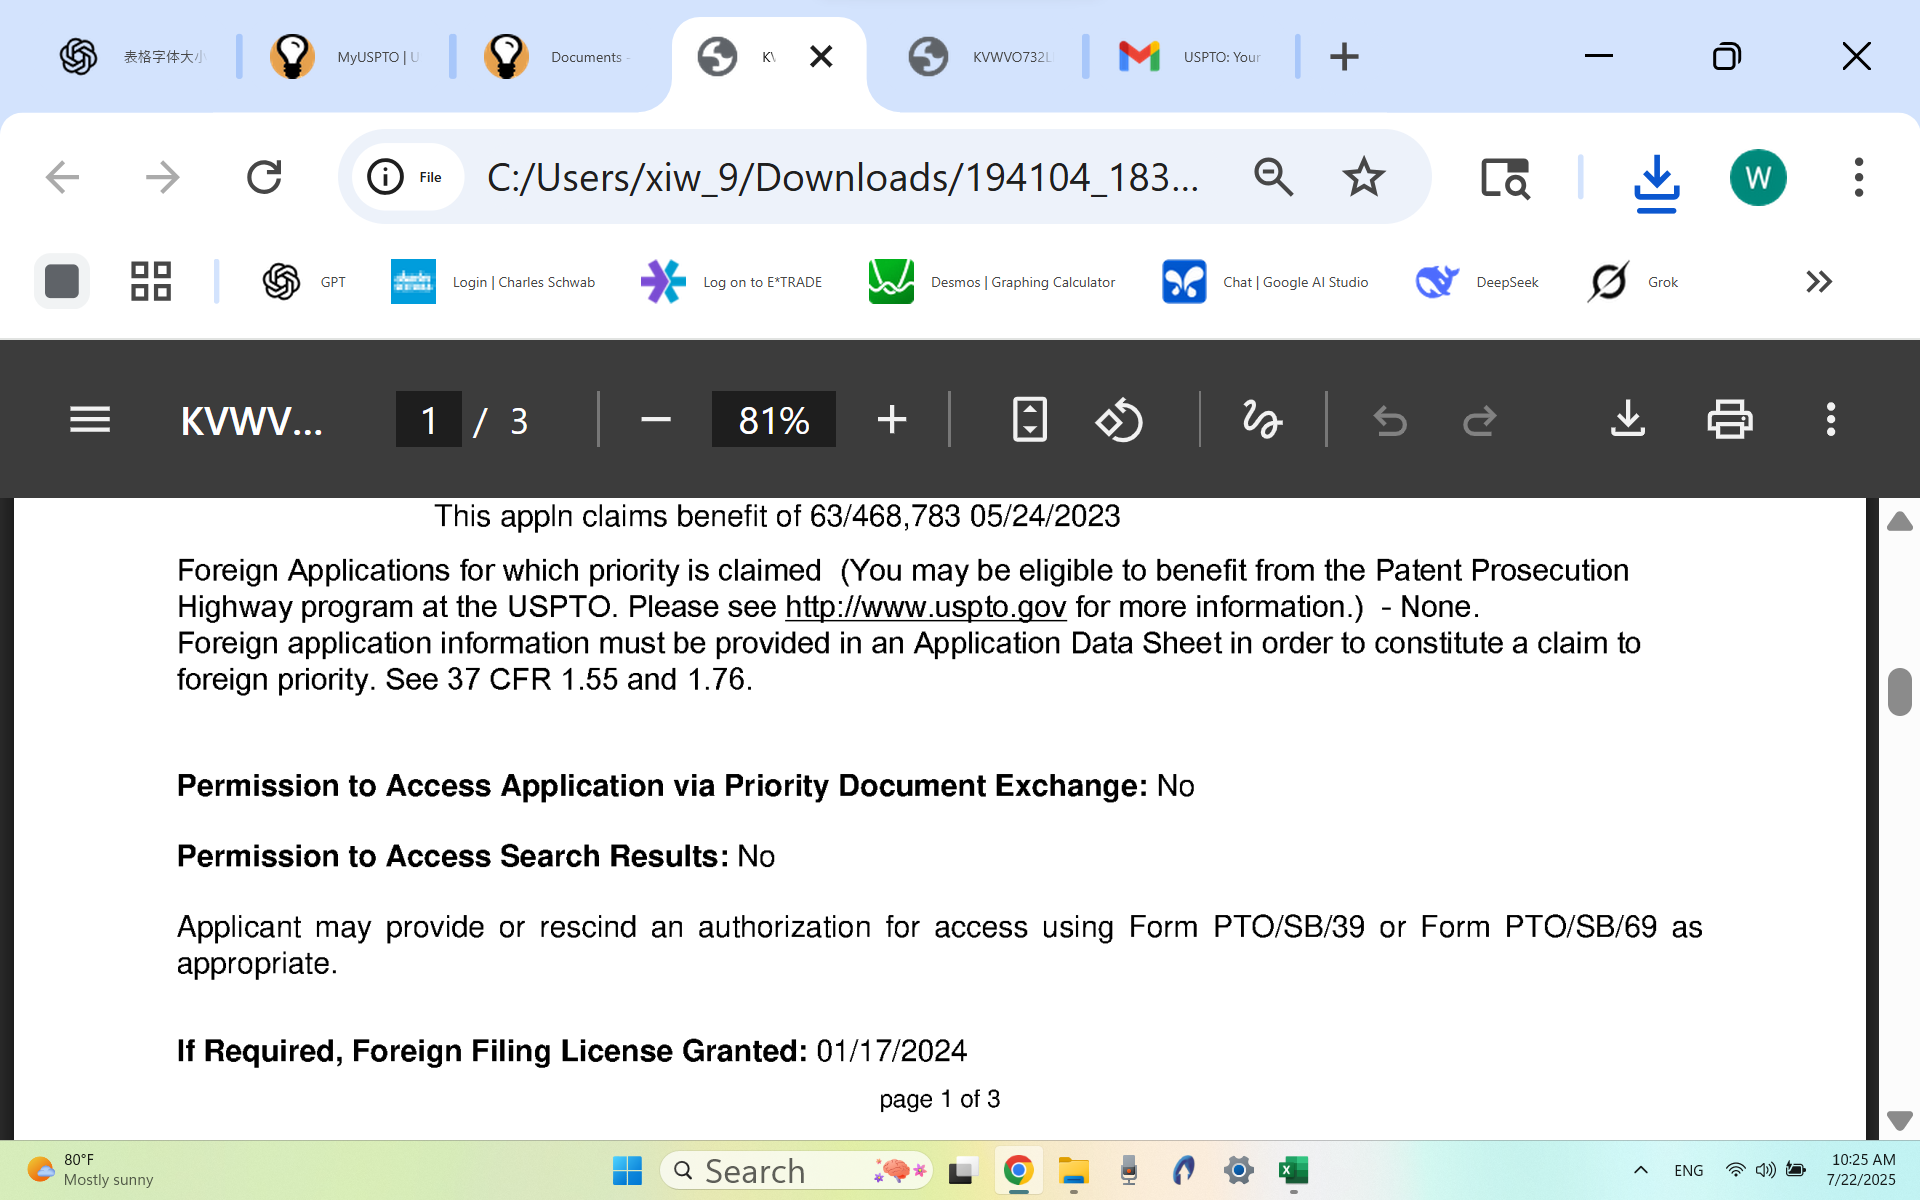 表格字体大小
MyUSPTO | U
Documents -
KV
KVWVO732L
USPTO: Your
File
C:/Users/xiw_9/Downloads/194104_183...
W
GPT
Login | Charles Schwab
Log on to E*TRADE
Desmos | Graphing Calculator
Chat | Google AI Studio
DeepSeek
Grok
KVWV...
1 / 3
81%
This appln claims benefit of 63/468,783 05/24/2023
Foreign Applications for which priority is claimed (You may be eligible to benefit from the Patent Prosecution
Highway program at the USPTO. Please see http://www.uspto.gov for more information.) - None.
Foreign application information must be provided in an Application Data Sheet in order to constitute a claim to
foreign priority. See 37 CFR 1.55 and 1.76.
Permission to Access Application via Priority Document Exchange: No
Permission to Access Search Results: No
Applicant may provide or rescind an authorization for access using Form PTO/SB/39 or Form PTO/SB/69 as
appropriate.
If Required, Foreign Filing License Granted: 01/17/2024
page 1 of 3
80°F
Mostly sunny
Search
ENG
10:25 AM
7/22/2025